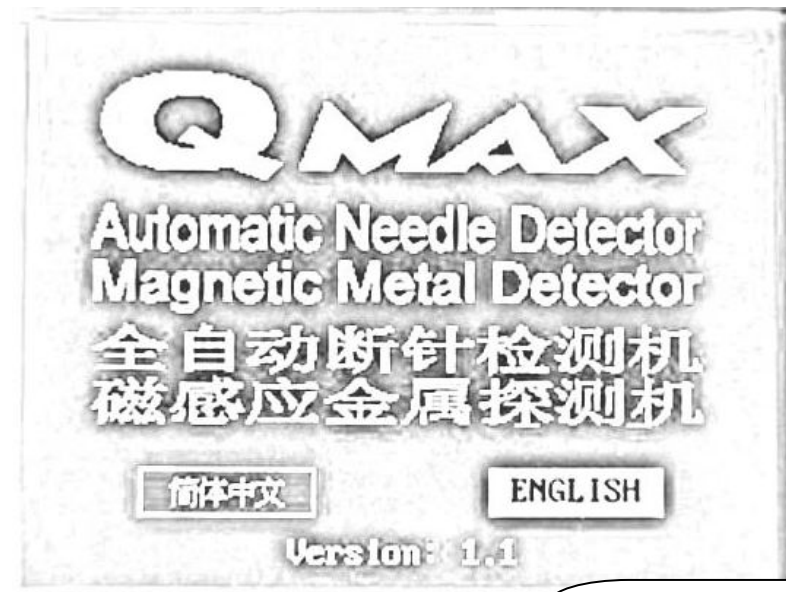 QMAX
Automatic Needle Detector
Magnetic Metal Detector
全自动断针检测机
磁感应金属探测机
简体中文 ENGLISH
Version: 1.1